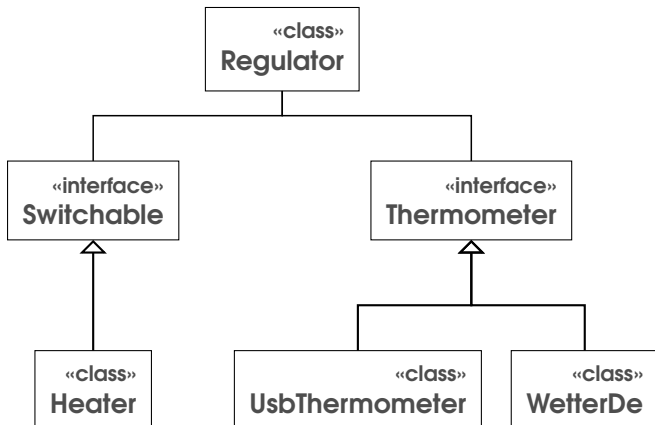 «class»
Regulator
«interface»
Switchable
«interface»
Thermometer
«class»
Heater
«class»
UsbThermometer
«class»
WetterDe